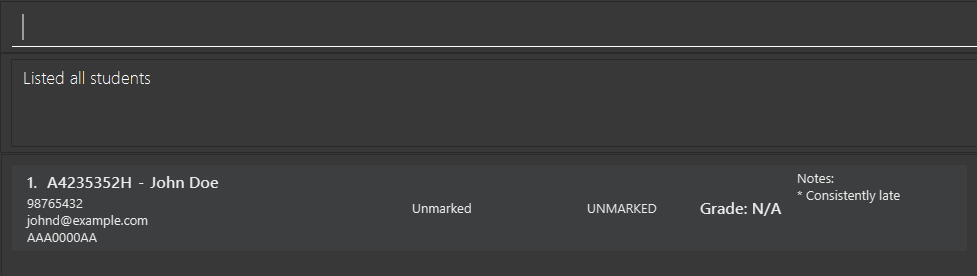 Listed all students
1. A4235352H - John Doe
98765432
johnd@example.com
AAA0000AA
Unmarked
UNMARKED
Grade: N/A
Notes:
* Consistently late